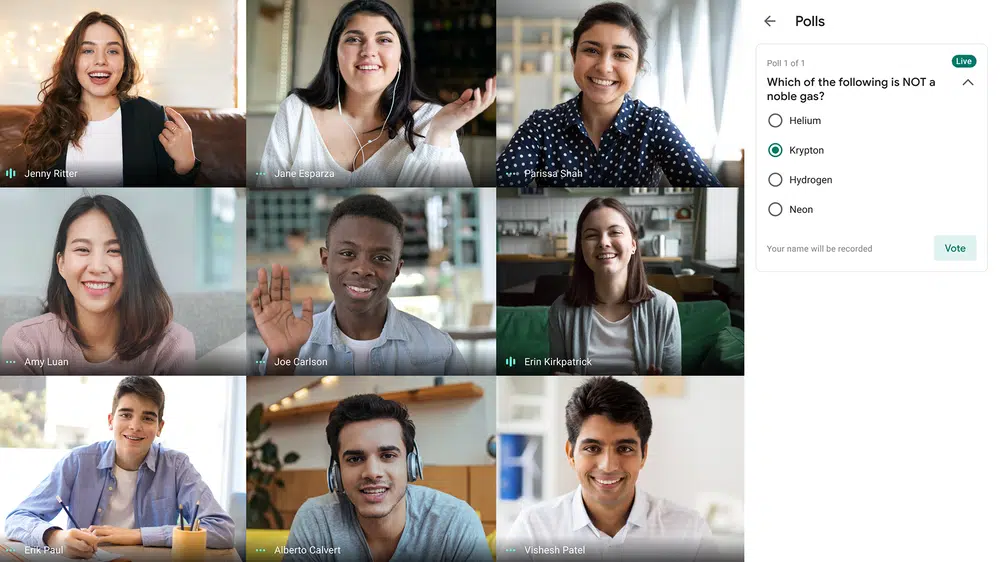 Jenny Ritter
Jane Esparza
Parissa Shah
Amy Luan
Joe Carlson
Erin Kirkpatrick
Erik Paul
Alberto Calvert
Vishesh Patel
Polls
Poll 1 of 1
Live
Which of the following is NOT a
noble gas?
Helium
Krypton
Hydrogen
Neon
Your name will be recorded
Vote